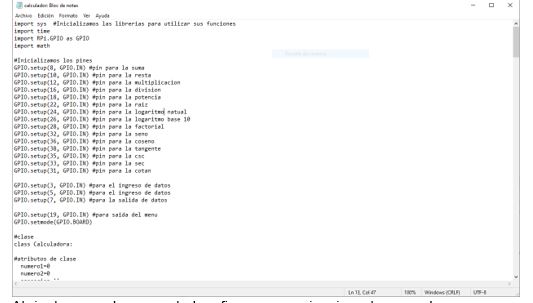 calculador: Bloc de notas
Archivo Edición Formato Ver Ayuda
import sys #Inicializamos las librerias para utilizar sus funciones
import time
import RPi.GPIO as GPIO
import math
#Inicializamos los pines
GPIO.setup(8, GPIO.IN) #pin para la suma
GPIO.setup(10, GPIO.IN) #pin para la resta
GPIO.setup(12, GPIO.IN) #pin para la multiplicacion
GPIO.setup(16, GPIO.IN) #pin para la division
GPIO.setup(18, GPIO.IN) #pin para la potencia
GPIO.setup(22, GPIO.IN) #pin para la raiz
GPIO.setup(24, GPIO.IN) #pin para la logaritmo natual
GPIO.setup(26, GPIO.IN) #pin para la logaritmo base 10
GPIO.setup(28, GPIO.IN) #pin para la factorial
GPIO.setup(32, GPIO.IN) #pin para la seno
GPIO.setup(36, GPIO.IN) #pin para la coseno
GPIO.setup(38, GPIO.IN) #pin para la tangente
GPIO.setup(35, GPIO.IN) #pin para la csc
GPIO.setup(33, GPIO.IN) #pin para la sec
GPIO.setup(31, GPIO.IN) #pin para la cotan
GPIO.setup(3, GPIO.IN) #para el ingreso de datos
GPIO.setup(5, GPIO.IN) #para el ingreso de datos
GPIO.setup(7, GPIO.IN) #para la salida de datos
GPIO.setup(19, GPIO.IN) #para saida del menu
GPIO.setmode(GPIO.BOARD)
#clase
class Calculadora:
#atributos de clase
numero1=0
numero2=0
Ln 13, Col 47 100% Windows (CRLF) UTF-8